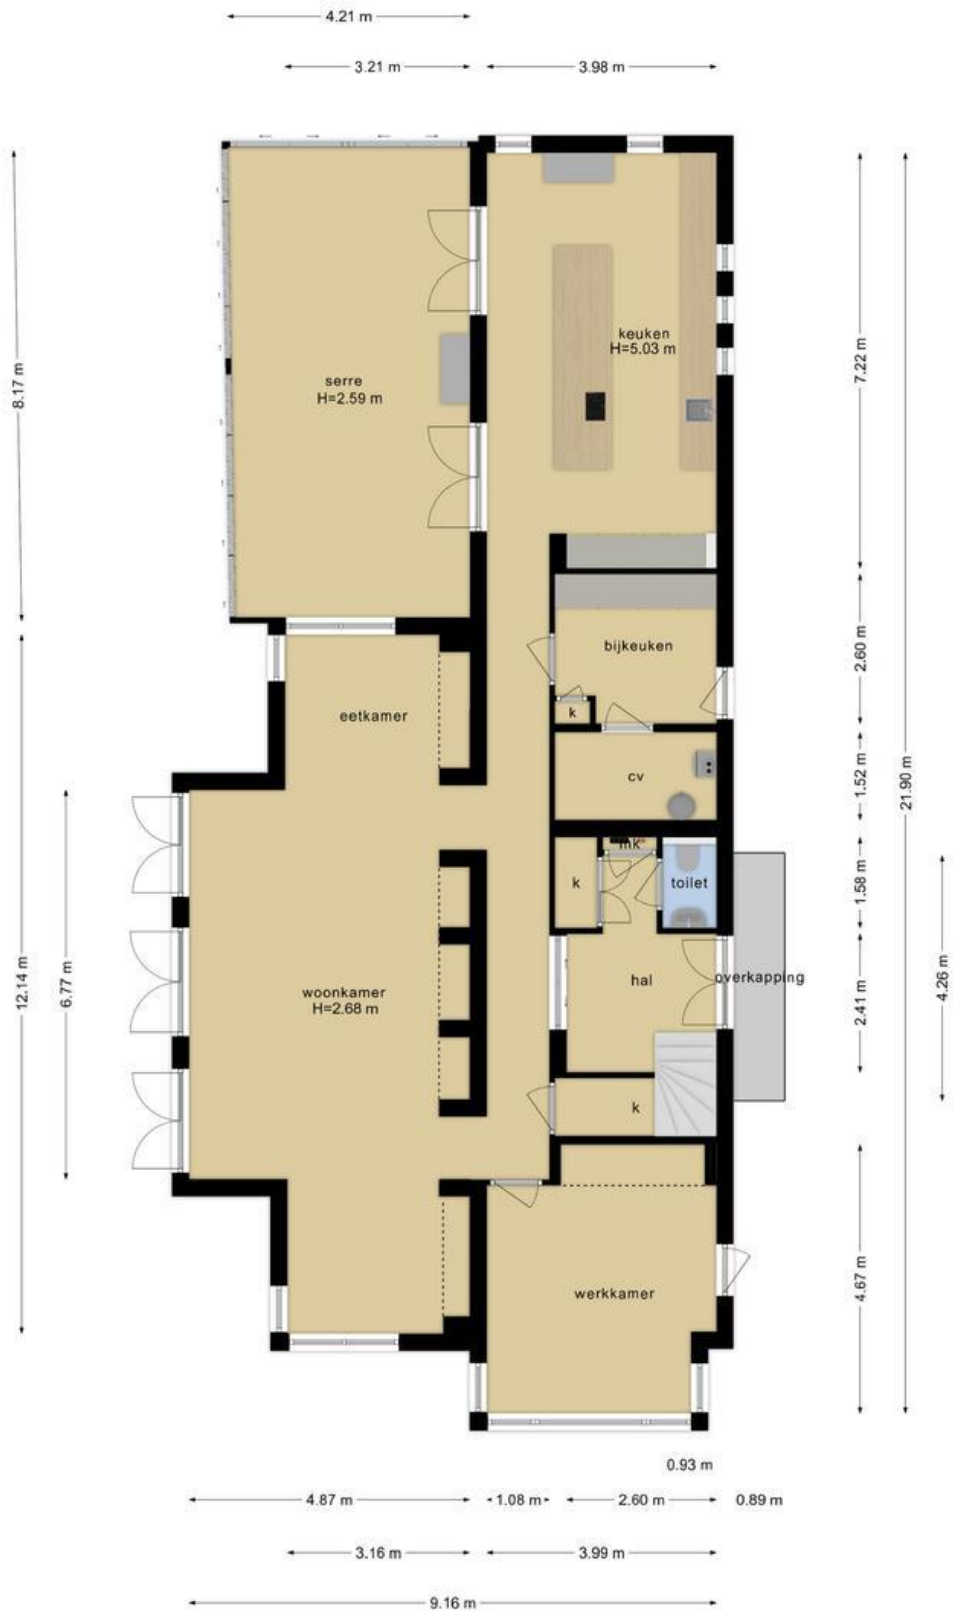 4.21 m
3.21 m
3.98 m
keuken
H=5.03 m
7.22 m
serre
H=2.59 m
8.17 m
bijkeuken
2.60 m
k
eetkamer
cv
1.52 m
21.90 m
mk
k
toilet
1.58 m
hal
overkapping
2.41 m
4.26 m
woonkamer
H=2.68 m
12.14 m
6.77 m
k
werkkamer
4.67 m
0.93 m
4.87 m
1.08 m
2.60 m
0.89 m
3.16 m
3.99 m
9.16 m